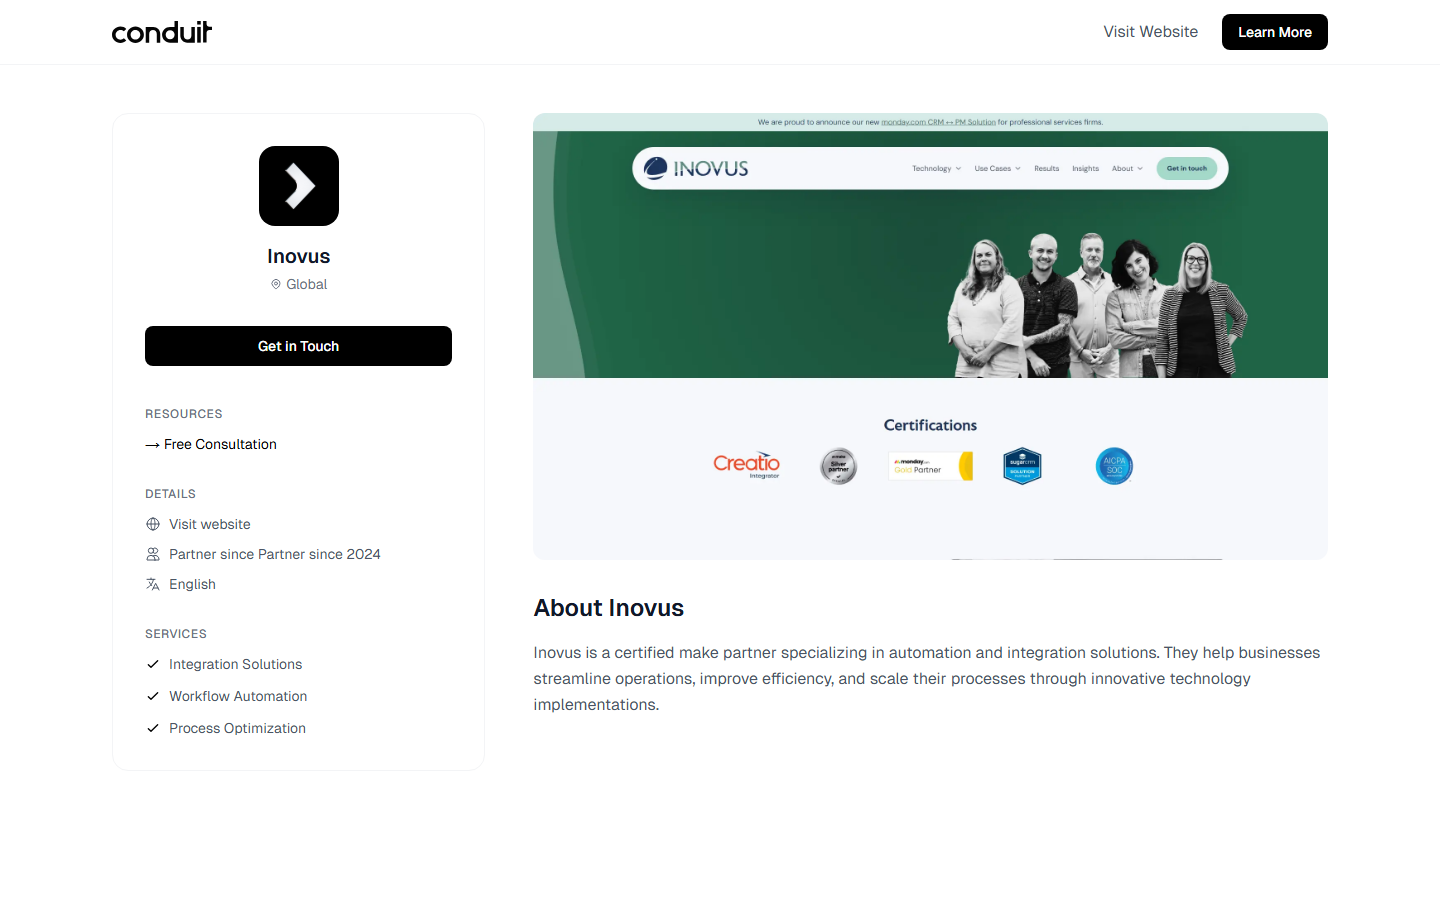 conduit
Visit Website
Learn More
Inovus
Global
Get in Touch
RESOURCES
→ Free Consultation
DETAILS
Visit website
Partner since Partner since 2024
English
SERVICES
Integration Solutions
Workflow Automation
Process Optimization
We are proud to announce our new monday.com CRM ↔ PM Solution for professional services firms.
INOVUS
Technology
Use Cases
Results
Insights
About
Get in touch
Certifications
Creatio
Integrator
Silver
partner
monday.com
Gold Partner
sugarcrm
SOLUTION
AICPA
SOC
About Inovus
Inovus is a certified make partner specializing in automation and integration solutions. They help businesses
streamline operations, improve efficiency, and scale their processes through innovative technology
implementations.